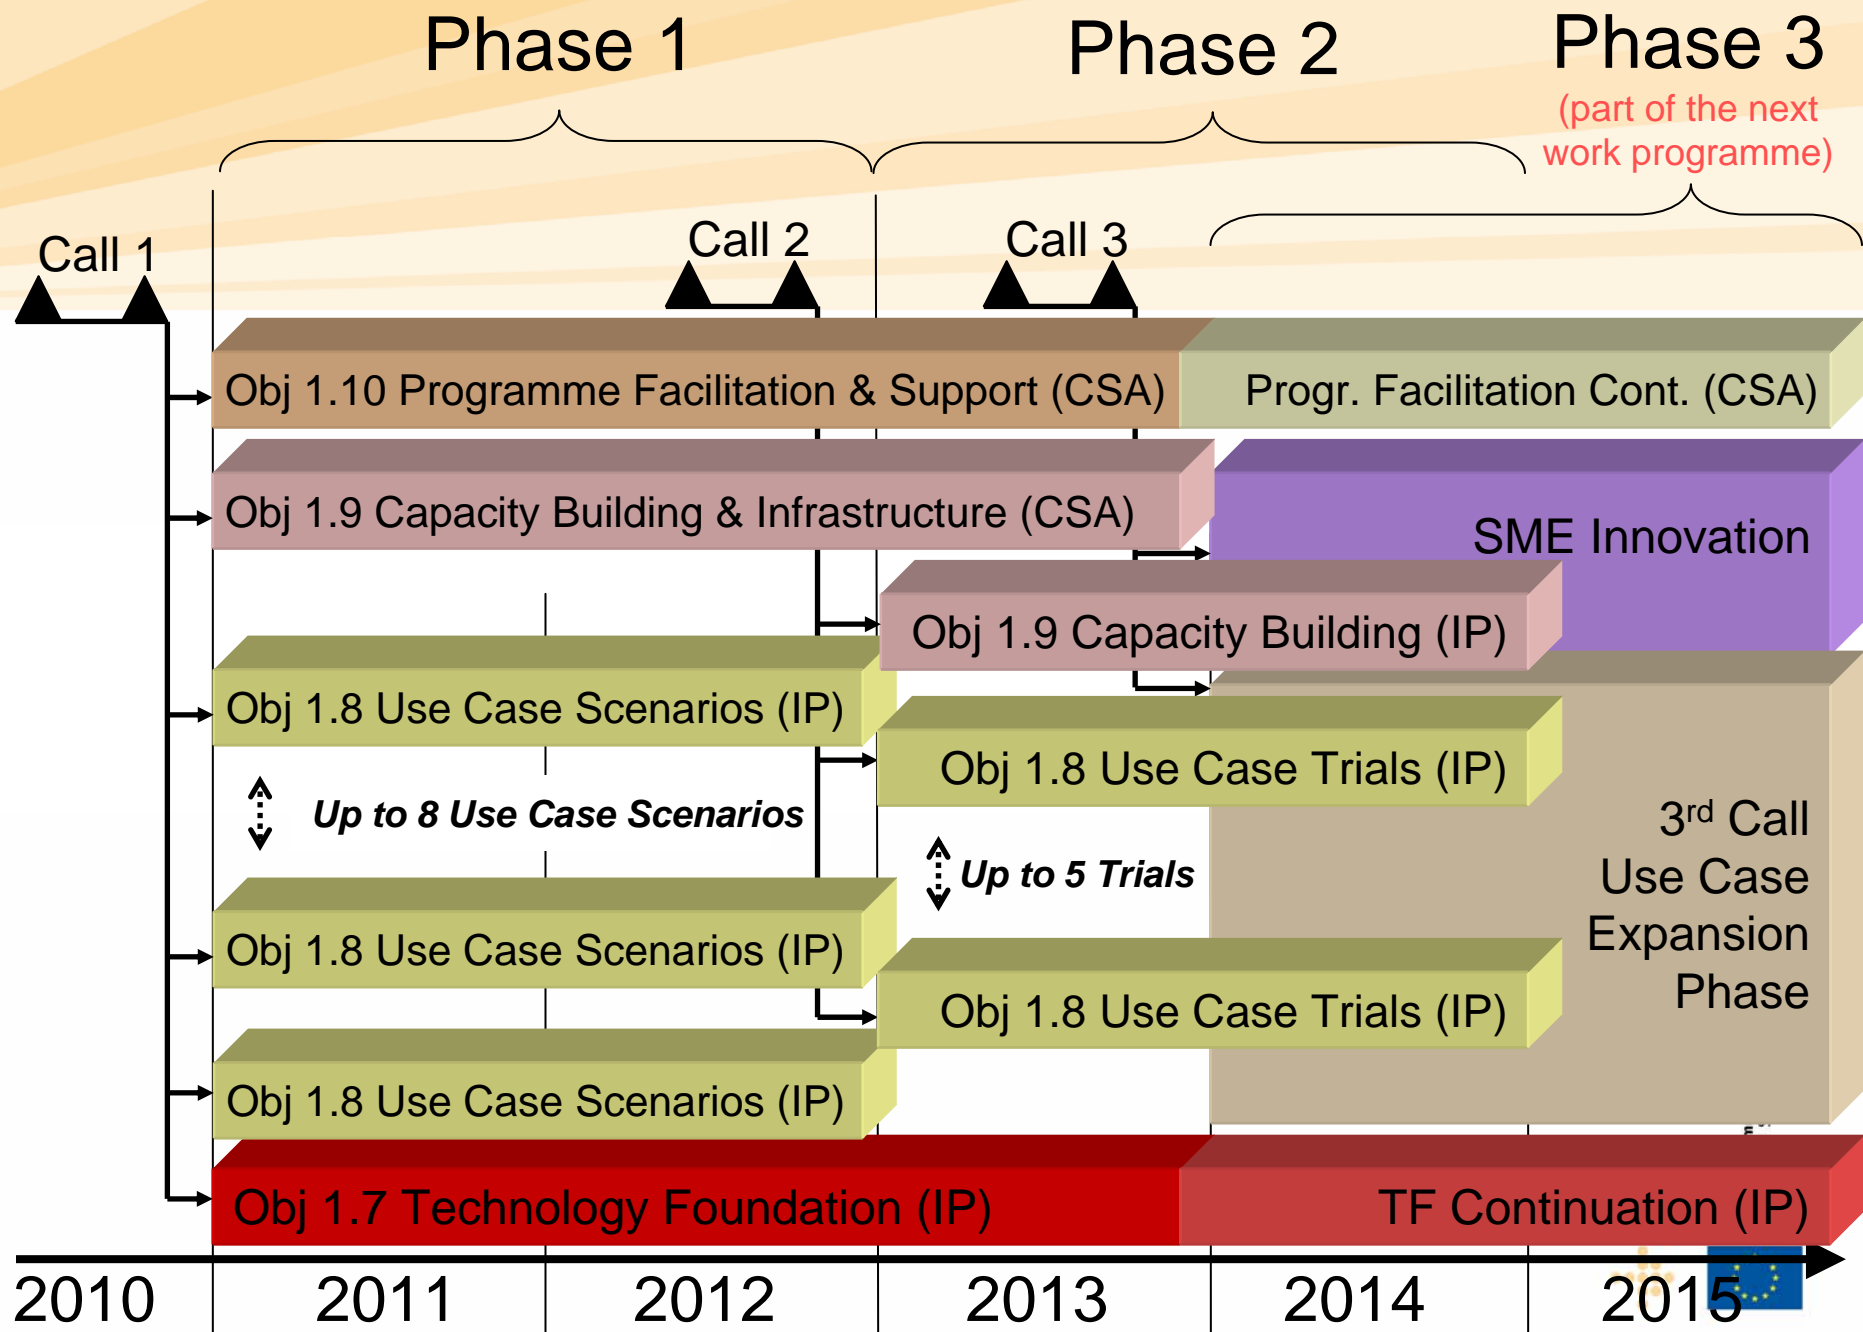 Phase 1
Phase 2
Phase 3
(part of the next
work programme)
Call 1
Call 2
Call 3
Obj 1.10 Programme Facilitation & Support (CSA)
Progr. Facilitation Cont. (CSA)
Obj 1.9 Capacity Building & Infrastructure (CSA)
SME Innovation
Obj 1.9 Capacity Building (IP)
Obj 1.8 Use Case Scenarios (IP)
Obj 1.8 Use Case Trials (IP)
Up to 8 Use Case Scenarios
3rd Call
Use Case
Expansion
Phase
Up to 5 Trials
Obj 1.8 Use Case Scenarios (IP)
Obj 1.8 Use Case Trials (IP)
Obj 1.8 Use Case Scenarios (IP)
Obj 1.7 Technology Foundation (IP)
TF Continuation (IP)
2010
2011
2012
2013
2014
2015